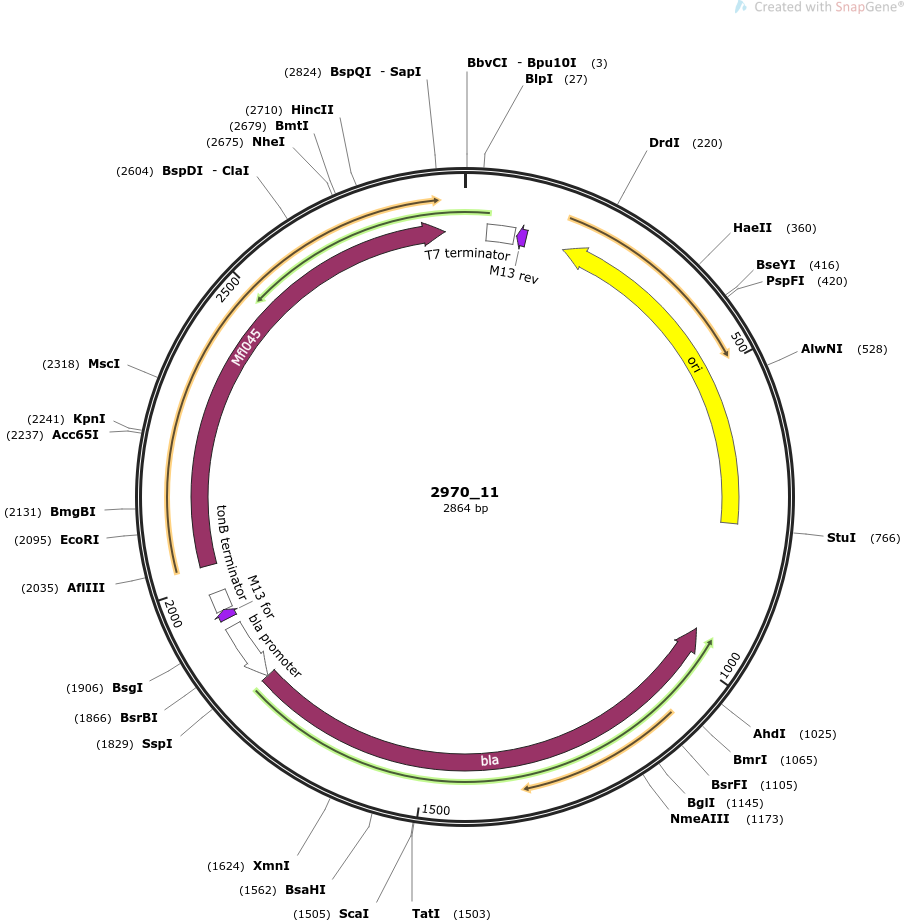 Created with SnapGene®
(2824) BspQI - SapI
BbvCI - Bpu10I (3)
BlpI (27)
(2710) HincII
(2679) BmtI
(2675) NheI
(2604) BspDI - ClaI
DrdI (220)
HaeII (360)
BseYI (416)
PspFI (420)
AlwNI (528)
StuI (766)
AhdI (1025)
BmrI (1065)
BsrFI (1105)
BglI (1145)
NmeAIII (1173)
TatI (1503)
(1505) ScaI
(1562) BsaHI
(1624) XmnI
(1829) SspI
(1866) BsrBI
(1906) BsgI
(2035) AflIII
(2095) EcoRI
(2131) BmgBI
(2237) Acc65I
(2241) KpnI
(2318) MscI
500
1000
1500
2000
2500
T7 terminator
M13 rev
ori
bla
bla promoter
M13 for
tonB terminator
Mfl045
2970_11
2864 bp